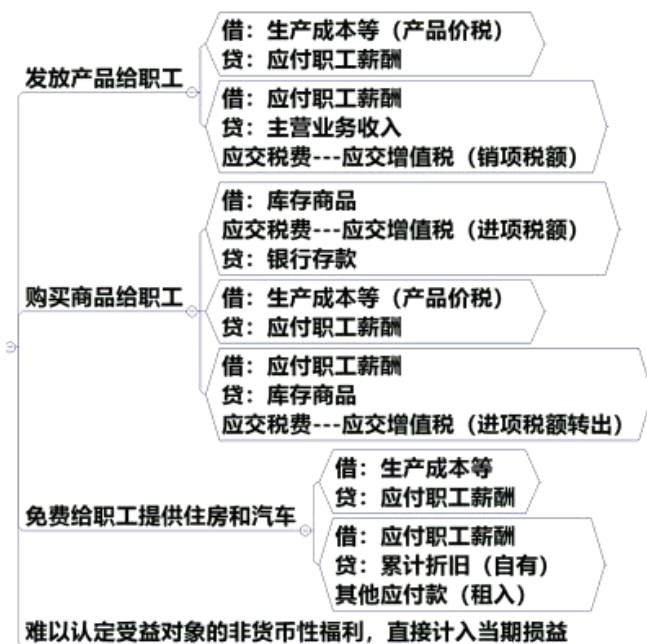 借：生产成本等（产品价税）
贷：应付职工薪酬
发放产品给职工
借：应付职工薪酬
贷：主营业务收入
应交税费---应交增值税（销项税额）
借：库存商品
应交税费---应交增值税（进项税额）
贷：银行存款
购买商品给职工
借：生产成本等（产品价税）
贷：应付职工薪酬
借：应付职工薪酬
贷：库存商品
应交税费---应交增值税（进项税额转出）
借：生产成本等
贷：应付职工薪酬
免费给职工提供住房和汽车
借：应付职工薪酬
贷：累计折旧（自有）
其他应付款（租入）
难以认定受益对象的非货币性福利，直接计入当期损益